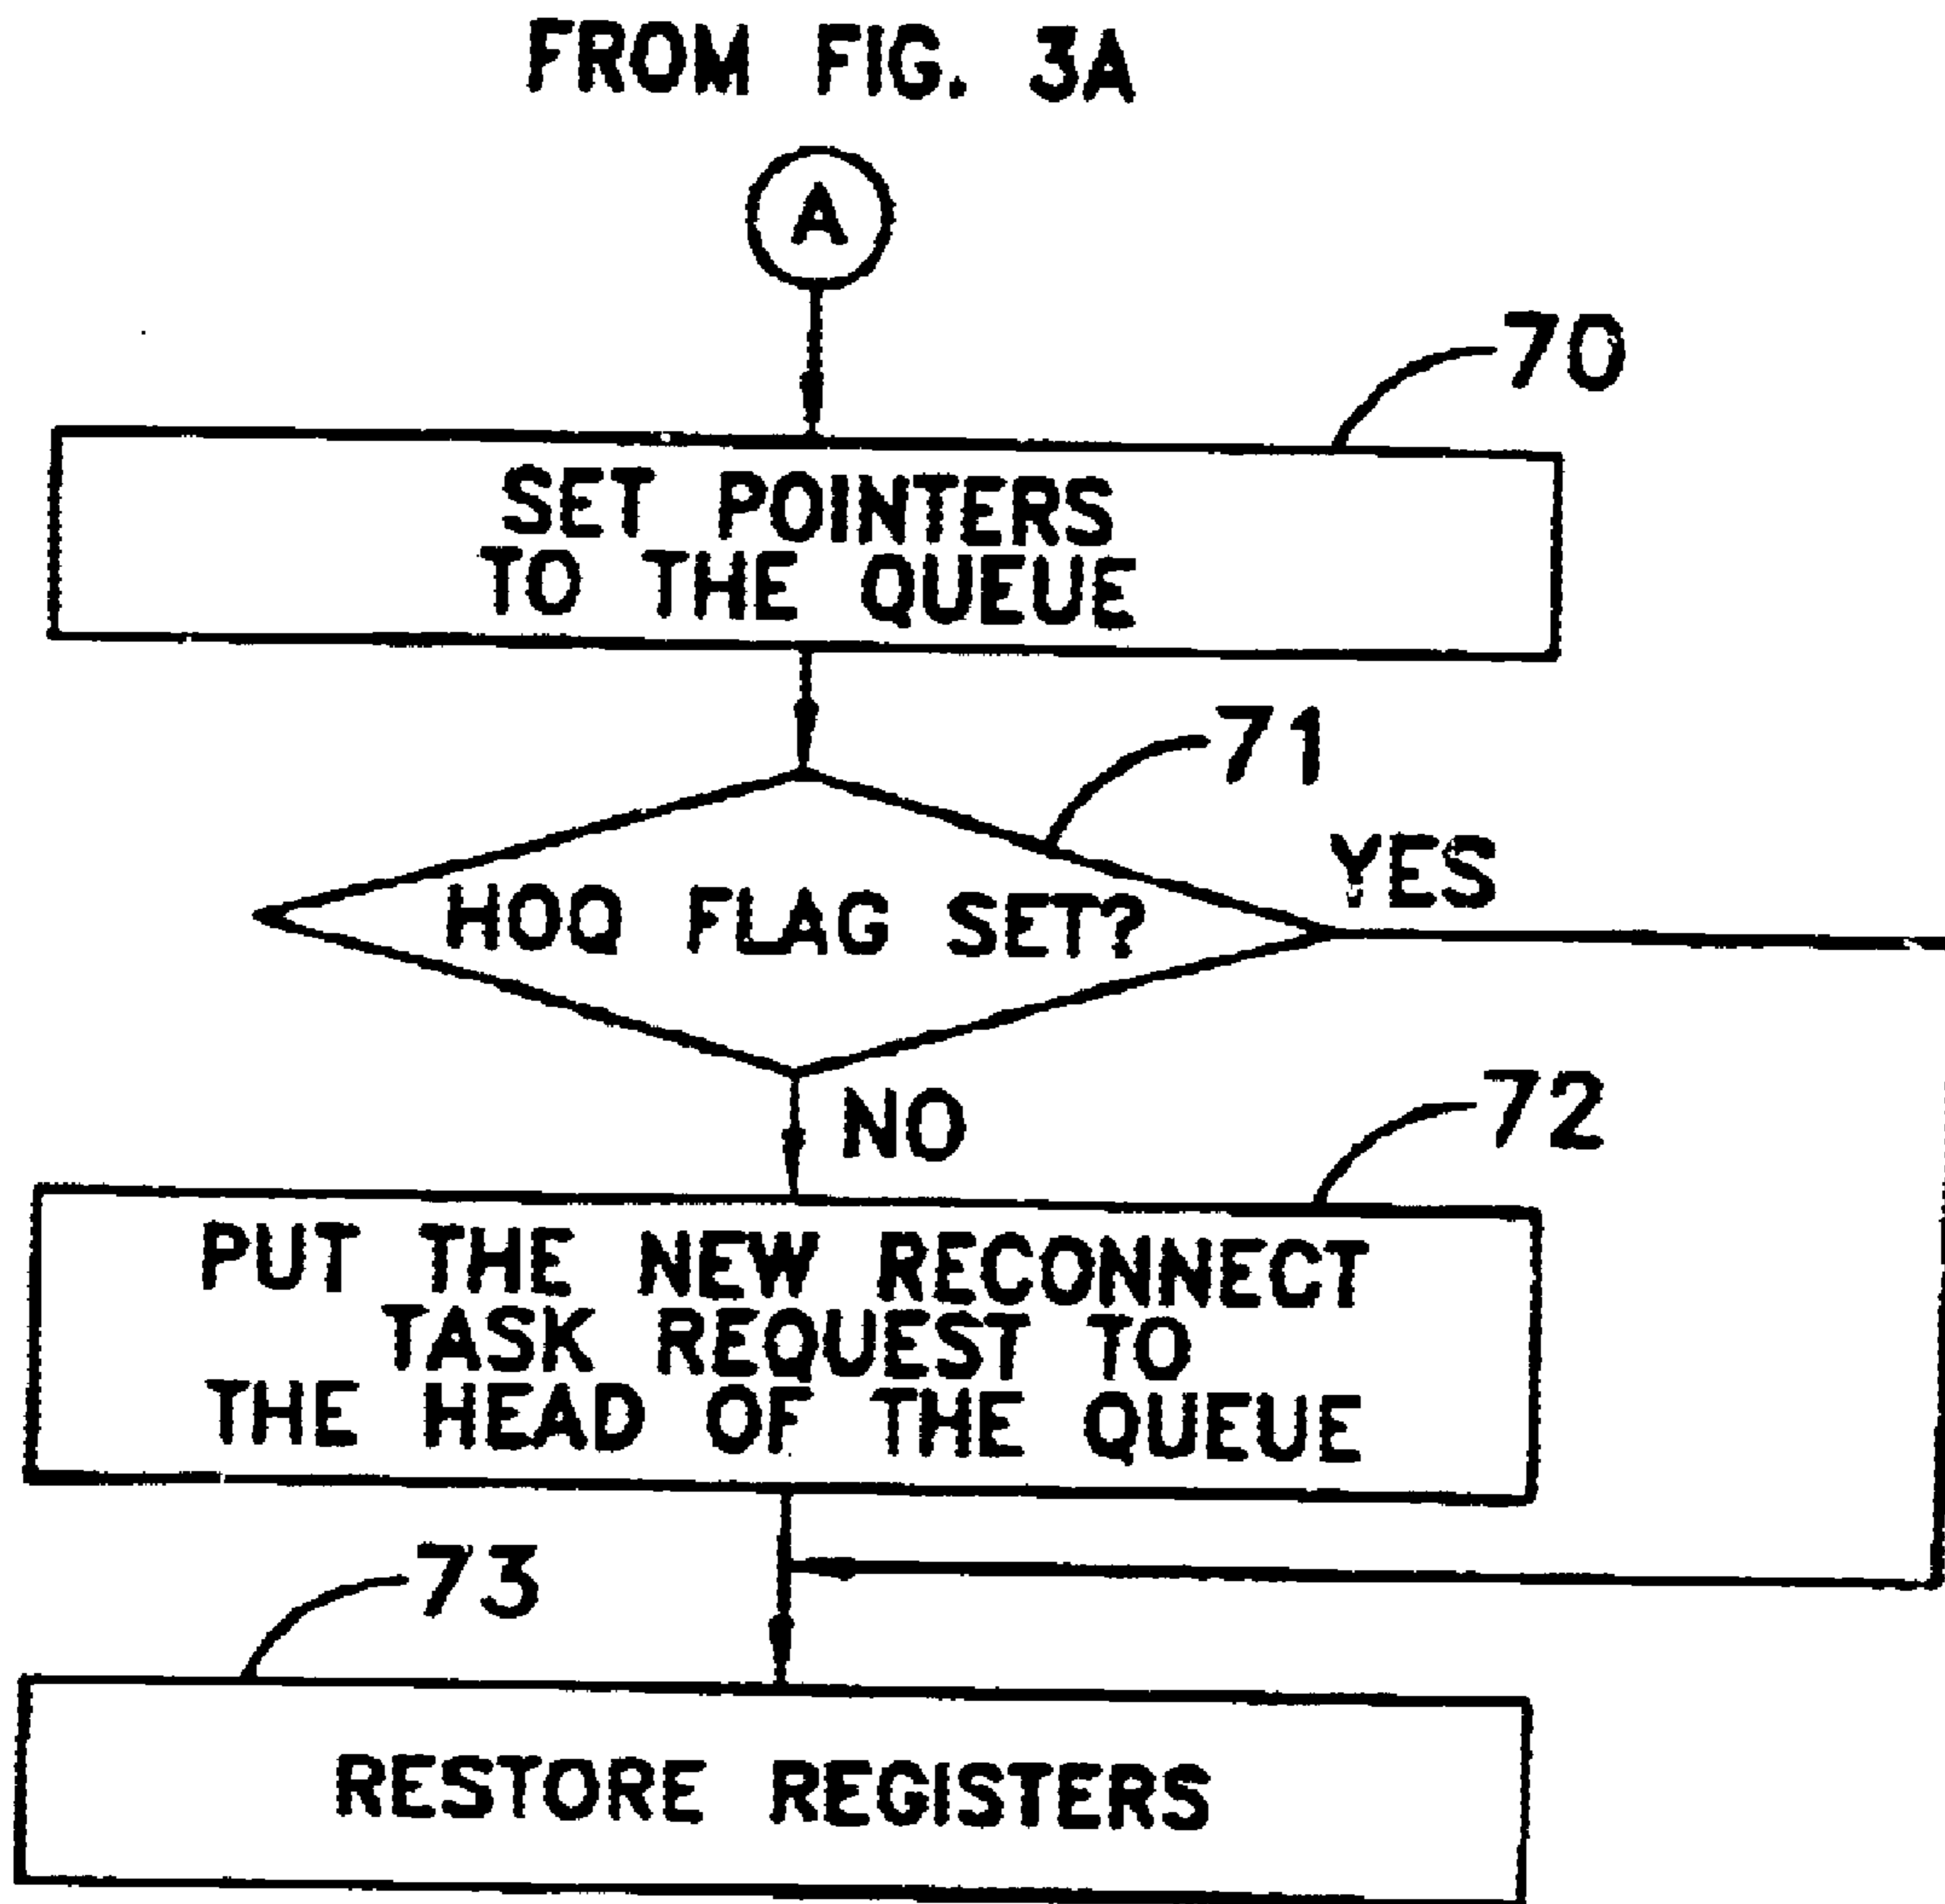 FROM FIG. 3A
A
70
SET POINTERS
TO THE QUEUE
71
YES
HOQ FLAG SET?
NO
72
PUT THE NEW RECONNECT
TASK REQUEST TO
THE HEAD OF THE QUEUE
73
RESTORE REGISTERS